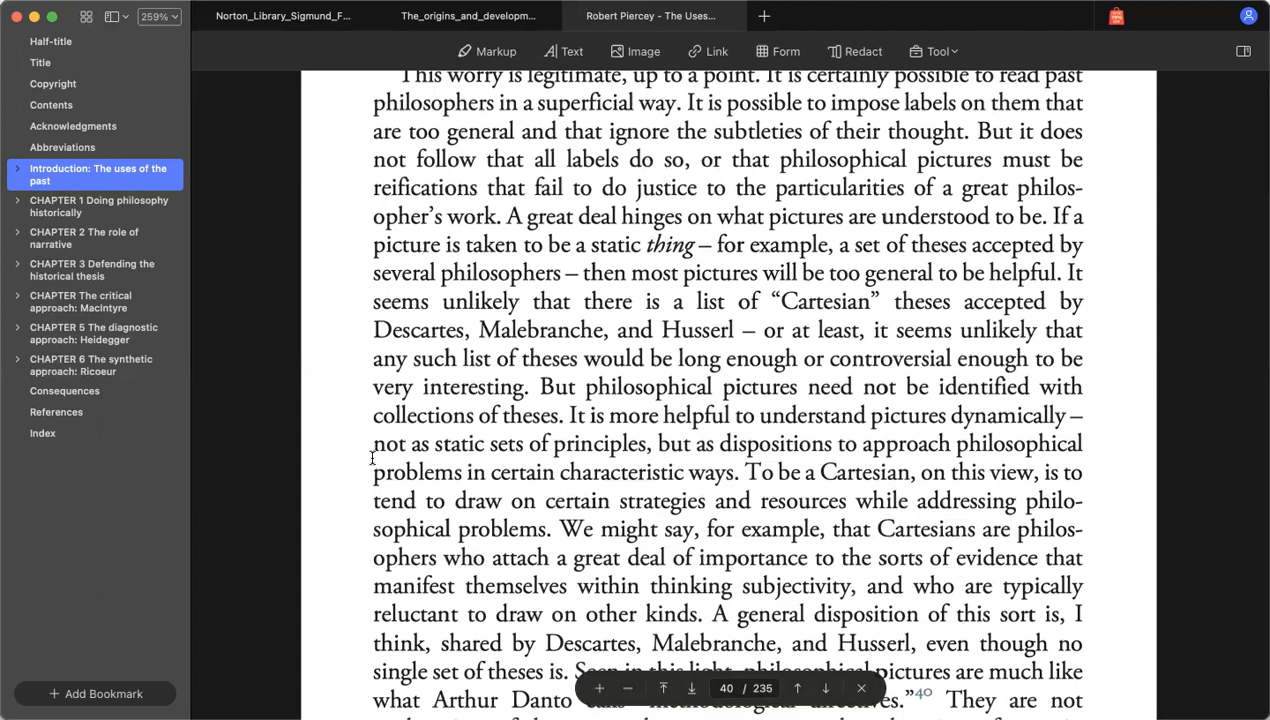 259%
Norton_Library_Sigmund_F...
The_origins_and_developm...
Robert Piercey - The Uses...
Markup
Text
Image
Link
Form
Redact
Tool
Half-title
Title
Copyright
Contents
Acknowledgments
Abbreviations
Introduction: The uses of the
past
CHAPTER 1 Doing philosophy
historically
CHAPTER 2 The role of
narrative
CHAPTER 3 Defending the
historical thesis
CHAPTER The critical
approach: MacIntyre
CHAPTER 5 The diagnostic
approach: Heidegger
CHAPTER 6 The synthetic
approach: Ricoeur
Consequences
References
Index
Add Bookmark
This worry is legitimate, up to a point. It is certainly possible to read past
philosophers in a superficial way. It is possible to impose labels on them that
are too general and that ignore the subtleties of their thought. But it does
not follow that all labels do so, or that philosophical pictures must be
reifications that fail to do justice to the particularities of a great philos-
opher's work. A great deal hinges on what pictures are understood to be. If a
picture is taken to be a static thing – for example, a set of theses accepted by
several philosophers – then most pictures will be too general to be helpful. It
seems unlikely that there is a list of “Cartesian” theses accepted by
Descartes, Malebranche, and Husserl – or at least, it seems unlikely that
any such list of theses would be long enough or controversial enough to be
very interesting. But philosophical pictures need not be identified with
collections of theses. It is more helpful to understand pictures dynamically –
not as static sets of principles, but as dispositions to approach philosophical
problems in certain characteristic ways. To be a Cartesian, on this view, is to
tend to draw on certain strategies and resources while addressing philo-
sophical problems. We might say, for example, that Cartesians are philos-
ophers who attach a great deal of importance to the sorts of evidence that
manifest themselves within thinking subjectivity, and who are typically
reluctant to draw on other kinds. A general disposition of this sort is, I
think, shared by Descartes, Malebranche, and Husserl, even though no
single set of theses is. Seen in this light, philosophical pictures are much like
what Arthur Danto calls “methodological directives.”40 They are not
40 / 235